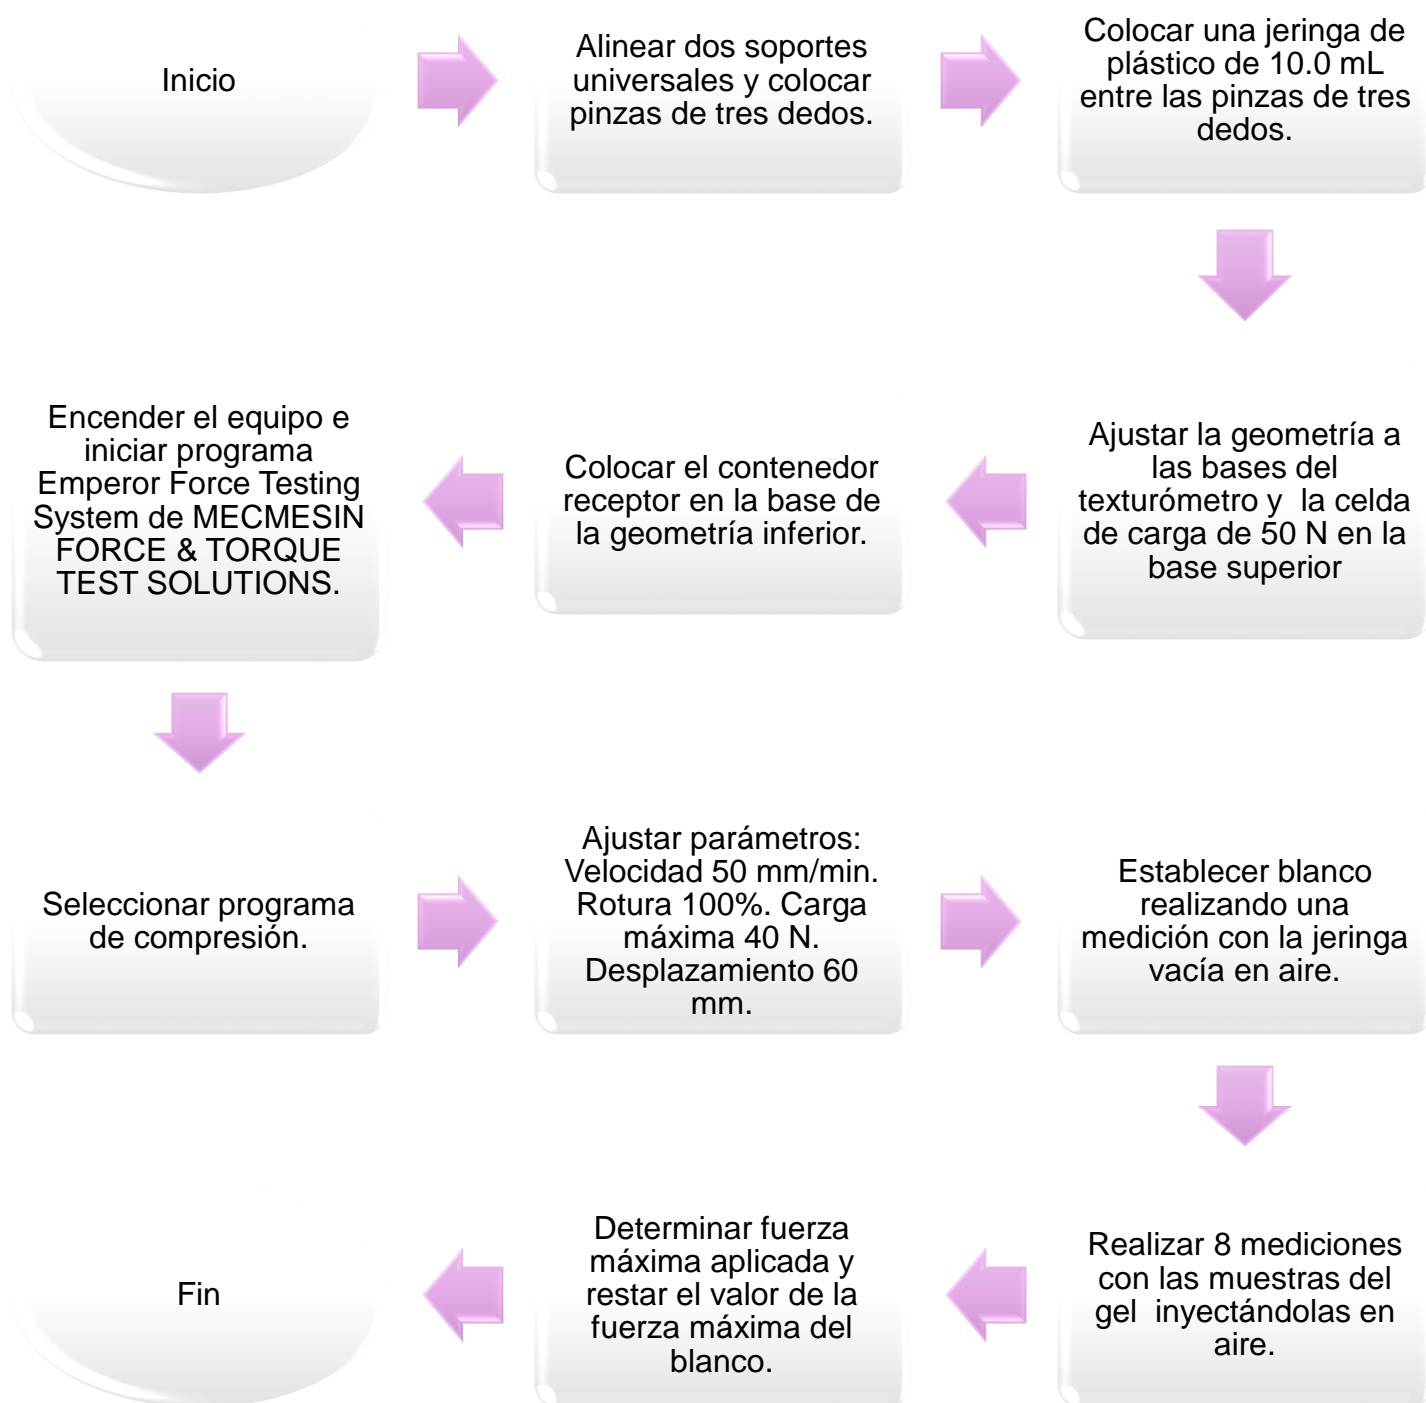 Inicio
Alinear dos soportes
universales y colocar
pinzas de tres dedos.
Colocar una jeringa de
plástico de 10.0 mL
entre las pinzas de tres
dedos.
Ajustar la geometría a
las bases del
texturómetro y la celda
de carga de 50 N en la
base superior
Colocar el contenedor
receptor en la base de
la geometría inferior.
Encender el equipo e
iniciar programa
Emperor Force Testing
System de MECMESIN
FORCE & TORQUE
TEST SOLUTIONS.
Seleccionar programa
de compresión.
Ajustar parámetros:
Velocidad 50 mm/min.
Rotura 100%. Carga
máxima 40 N.
Desplazamiento 60
mm.
Establecer blanco
realizando una
medición con la jeringa
vacía en aire.
Realizar 8 mediciones
con las muestras del
gel inyectándolas en
aire.
Determinar fuerza
máxima aplicada y
restar el valor de la
fuerza máxima del
blanco.
Fin